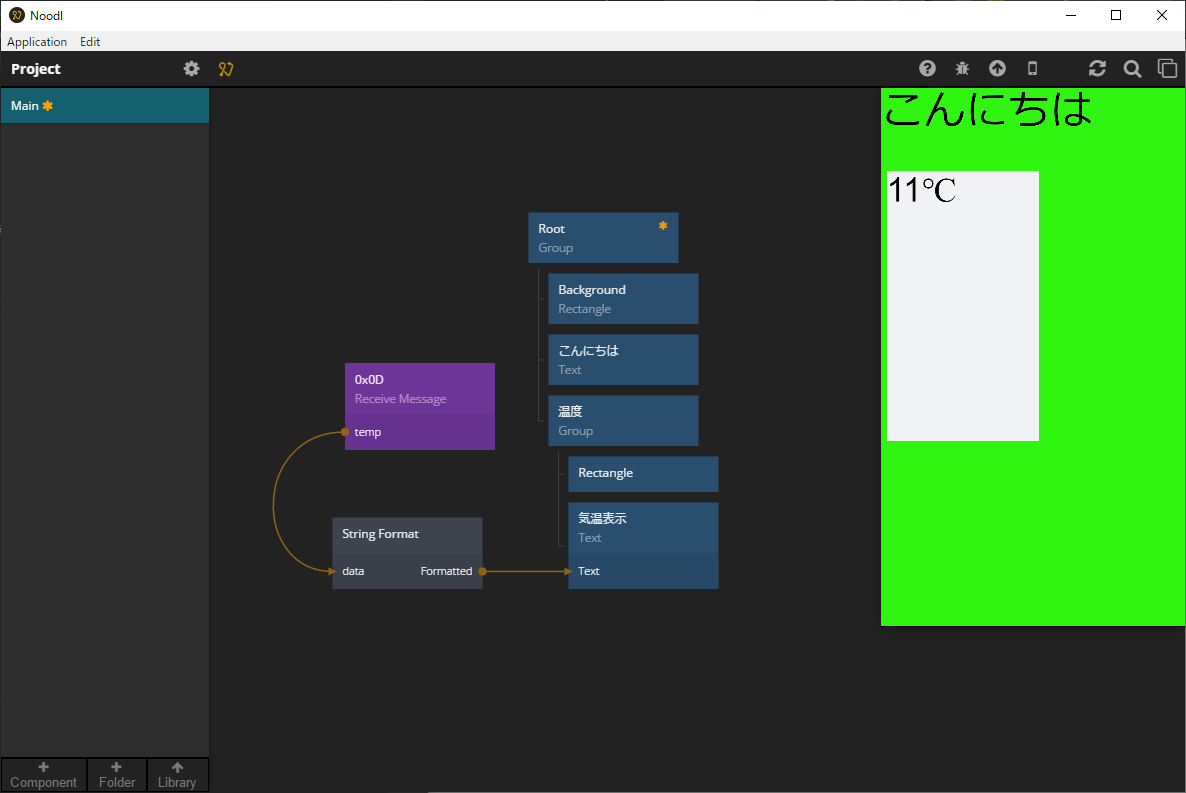 Noodl
Application Edit
Project
Main
こんにちは
11℃
Root
Group
Background
Rectangle
こんにちは
Text
温度
Group
Rectangle
気温表示
Text
Text
0x0D
Receive Message
temp
String Format
data Formatted
Component Folder Library